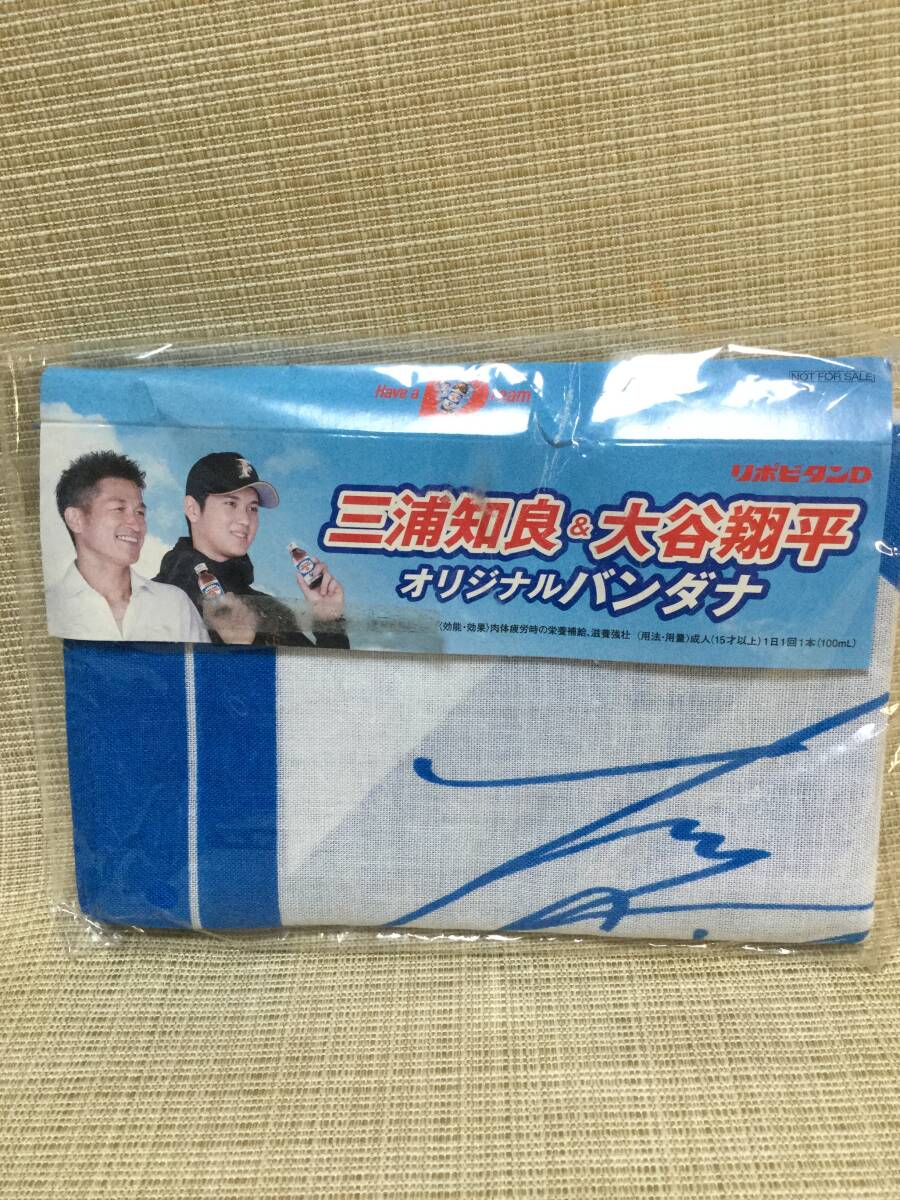 NOT FOR SALE
Have a D Dream
リポビタンD
三浦知良&大谷翔平
オリジナルバンダナ
〈効能・効果〉肉体疲労時の栄養補給、滋養強壮 〈用法・用量〉成人(15才以上)1日1回1本(100mL)